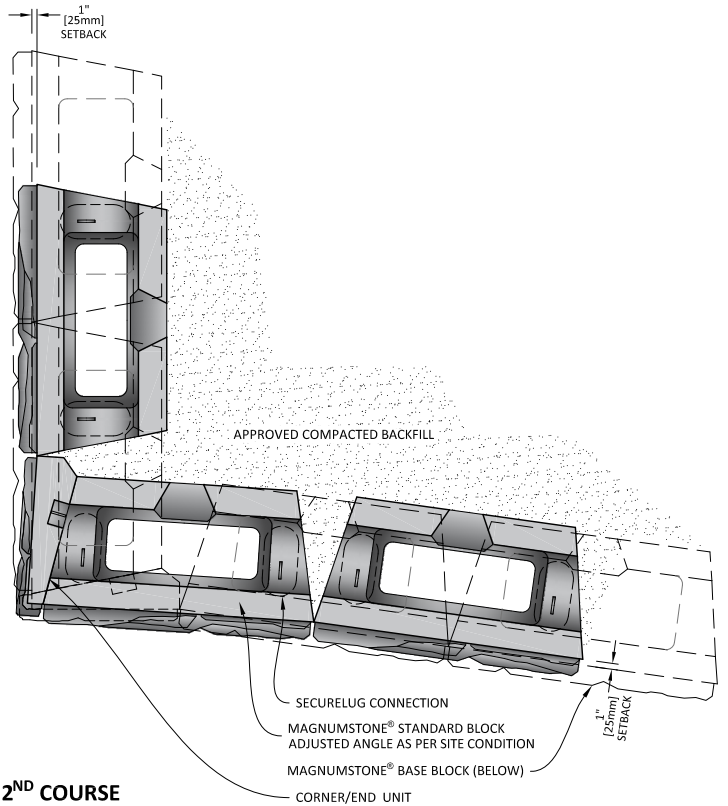 1"
[25mm]
SETBACK
APPROVED COMPACTED BACKFILL
1"
[25mm]
SETBACK
SECURELUG CONNECTION
MAGNUMSTONE® STANDARD BLOCK
ADJUSTED ANGLE AS PER SITE CONDITION
MAGNUMSTONE® BASE BLOCK (BELOW)
CORNER/END UNIT
2ND COURSE